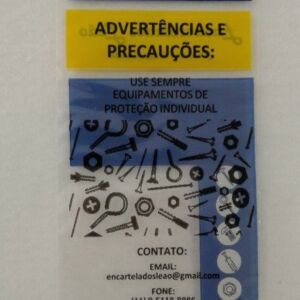 ADVERTÊNCIAS E
PRECAUÇÕES:
USE SEMPRE
EQUIPAMENTOS DE
PROTEÇÃO INDIVIDUAL
CONTATO:
EMAIL:
encarteladosleao@gmail.com
FONE: